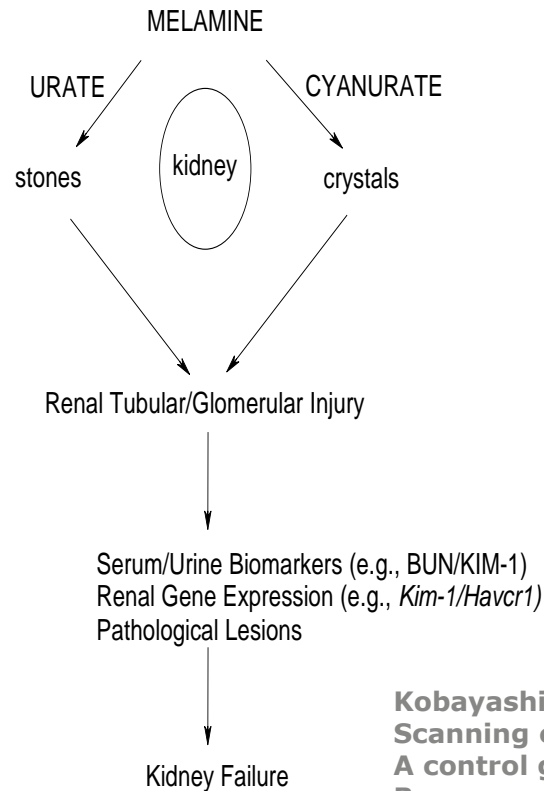 MELAMINE
URATE
CYANURATE
kidney
stones
crystals
Renal Tubular/Glomerular Injury
Serum/Urine Biomarkers (e.g., BUN/KIM-1)
Renal Gene Expression (e.g., Kim-1/Havcr1)
Pathological Lesions
Kobayashi
Scanning
A control
Kidney Failure